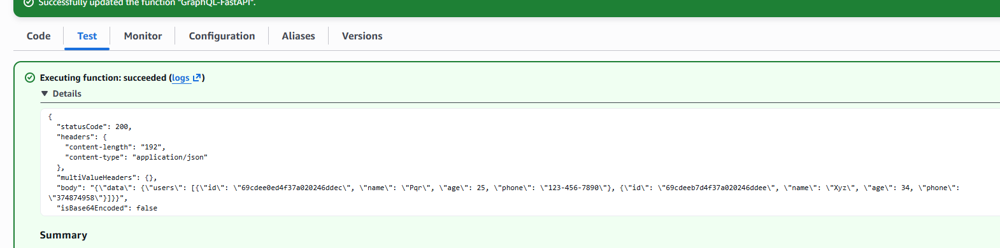 Successfully updated the function "GraphQL-FastAPI".
Code Test Monitor Configuration Aliases Versions
Executing function: succeeded (logs)
Details
{
"statusCode": 200,
"headers": {
"content-length": "192",
"content-type": "application/json"
},
"multiValueHeaders": {},
"body": "{\"data\": {\"users\": [{\"id\": \"69cdee0ed4f37a020246ddec\", \"name\": \"Pqr\", \"age\": 25, \"phone\": \"123-456-7890\"}, {\"id\": \"69cdeeb7d4f37a020246ddee\", \"name\": \"Xyz\", \"age\": 34, \"phone\":
\"374874958\"}]}}",
"isBase64Encoded": false
Summary